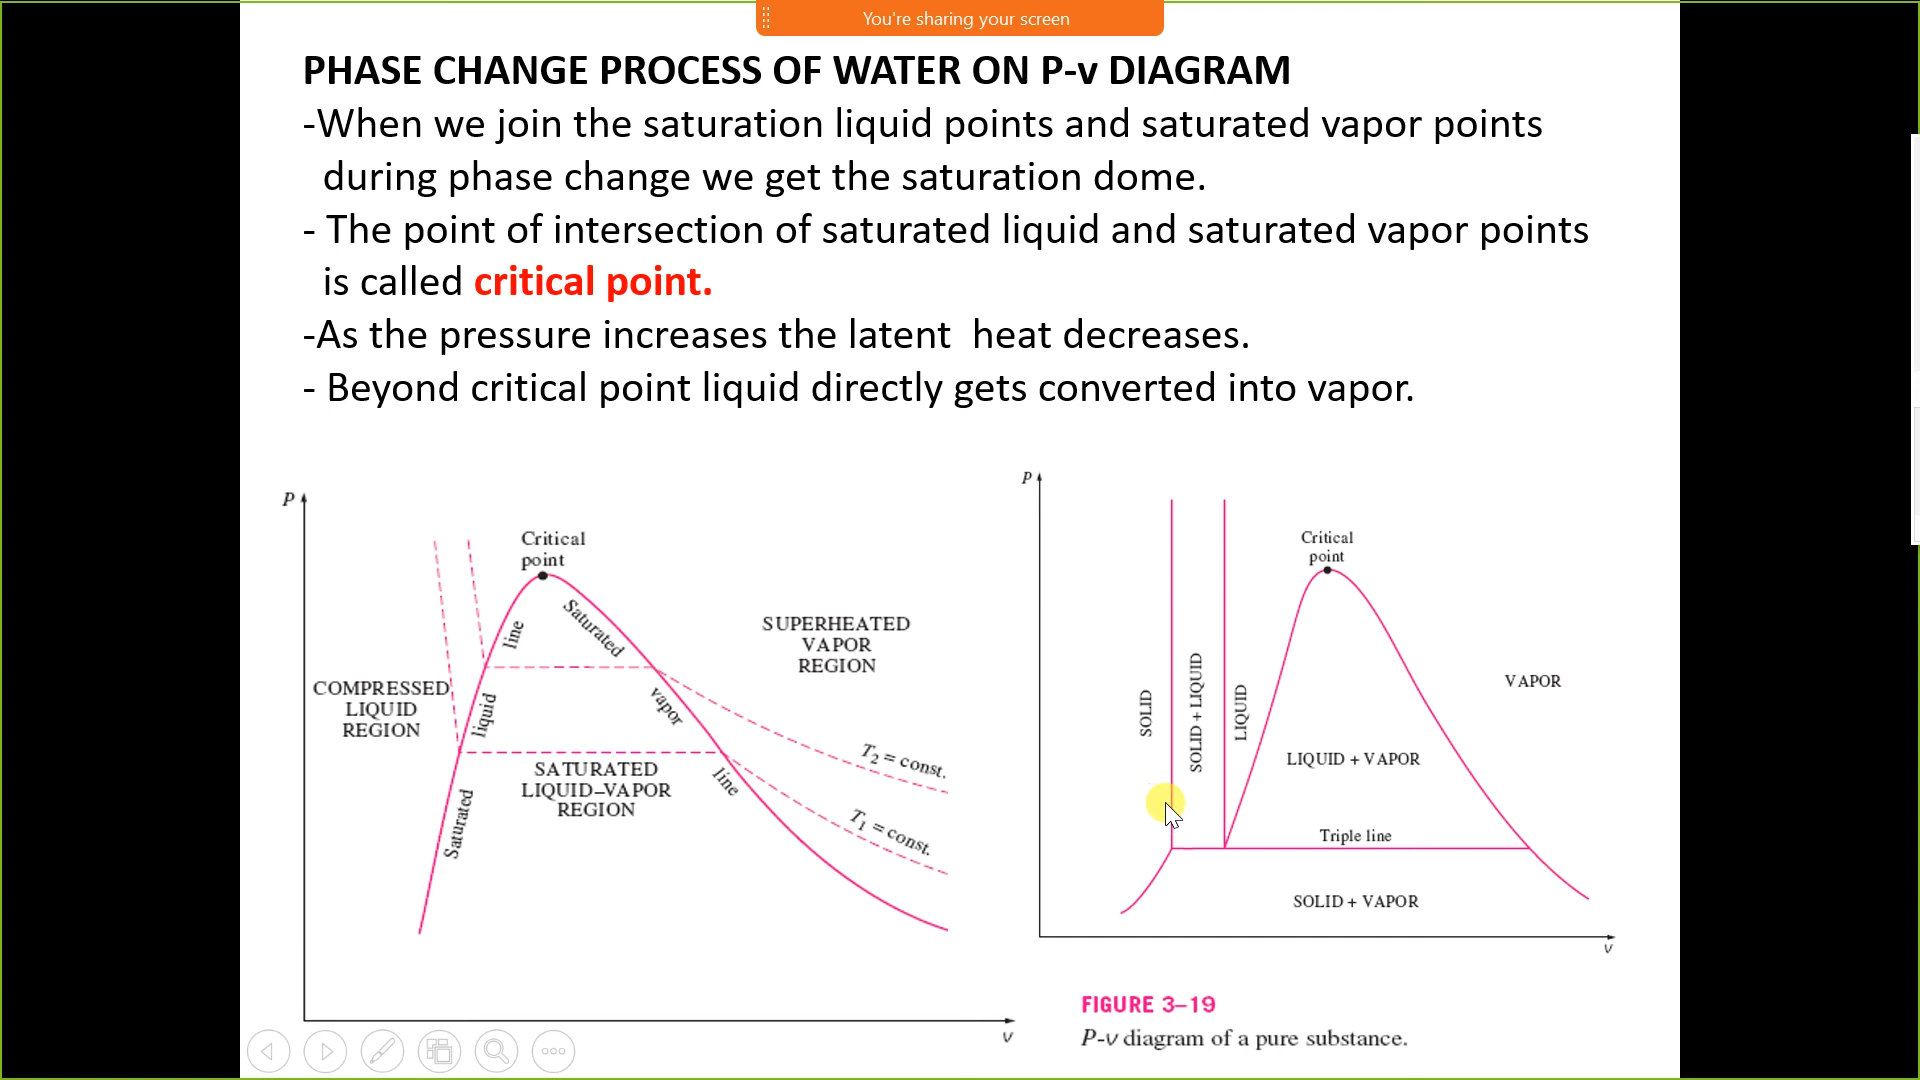 You're sharing your screen
PHASE CHANGE PROCESS OF WATER ON P-v DIAGRAM
-When we join the saturation liquid points and saturated vapor points
during phase change we get the saturation dome.
- The point of intersection of saturated liquid and saturated vapor points
is called critical point.
-As the pressure increases the latent  heat decreases.
- Beyond critical point liquid directly gets converted into vapor.
P
Critical
point
Saturated
liquid
line
Saturated
vapor
line
SUPERHEATED
VAPOR
REGION
COMPRESSED
LIQUID
REGION
SATURATED
LIQUID–VAPOR
REGION
T2 = const.
T1 = const.
v
P
Critical
point
SOLID
SOLID + LIQUID
LIQUID
VAPOR
LIQUID + VAPOR
Triple line
SOLID + VAPOR
v
FIGURE 3–19
P-v diagram of a pure substance.